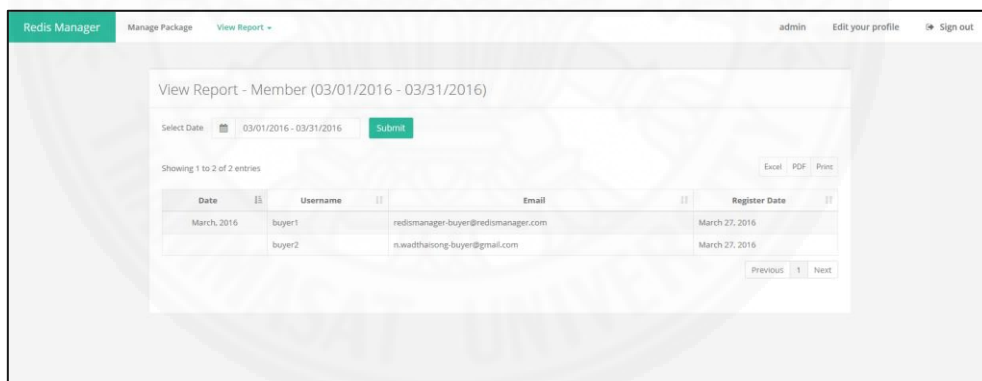 Redis Manager Manage Package View Report admin Edit your profile Sign out
View Report - Member (03/01/2016 - 03/31/2016)
Select Date 03/01/2016 - 03/31/2016 Submit
Showing 1 to 2 of 2 entries Excel PDF Print
Date Username Email Register Date
March, 2016 buyer1 redismanager-buyer@redismanager.com March 27, 2016
buyer2 n.wadthaisong-buyer@gmail.com March 27, 2016
Previous 1 Next
THAMMASAT UNIVERSITY